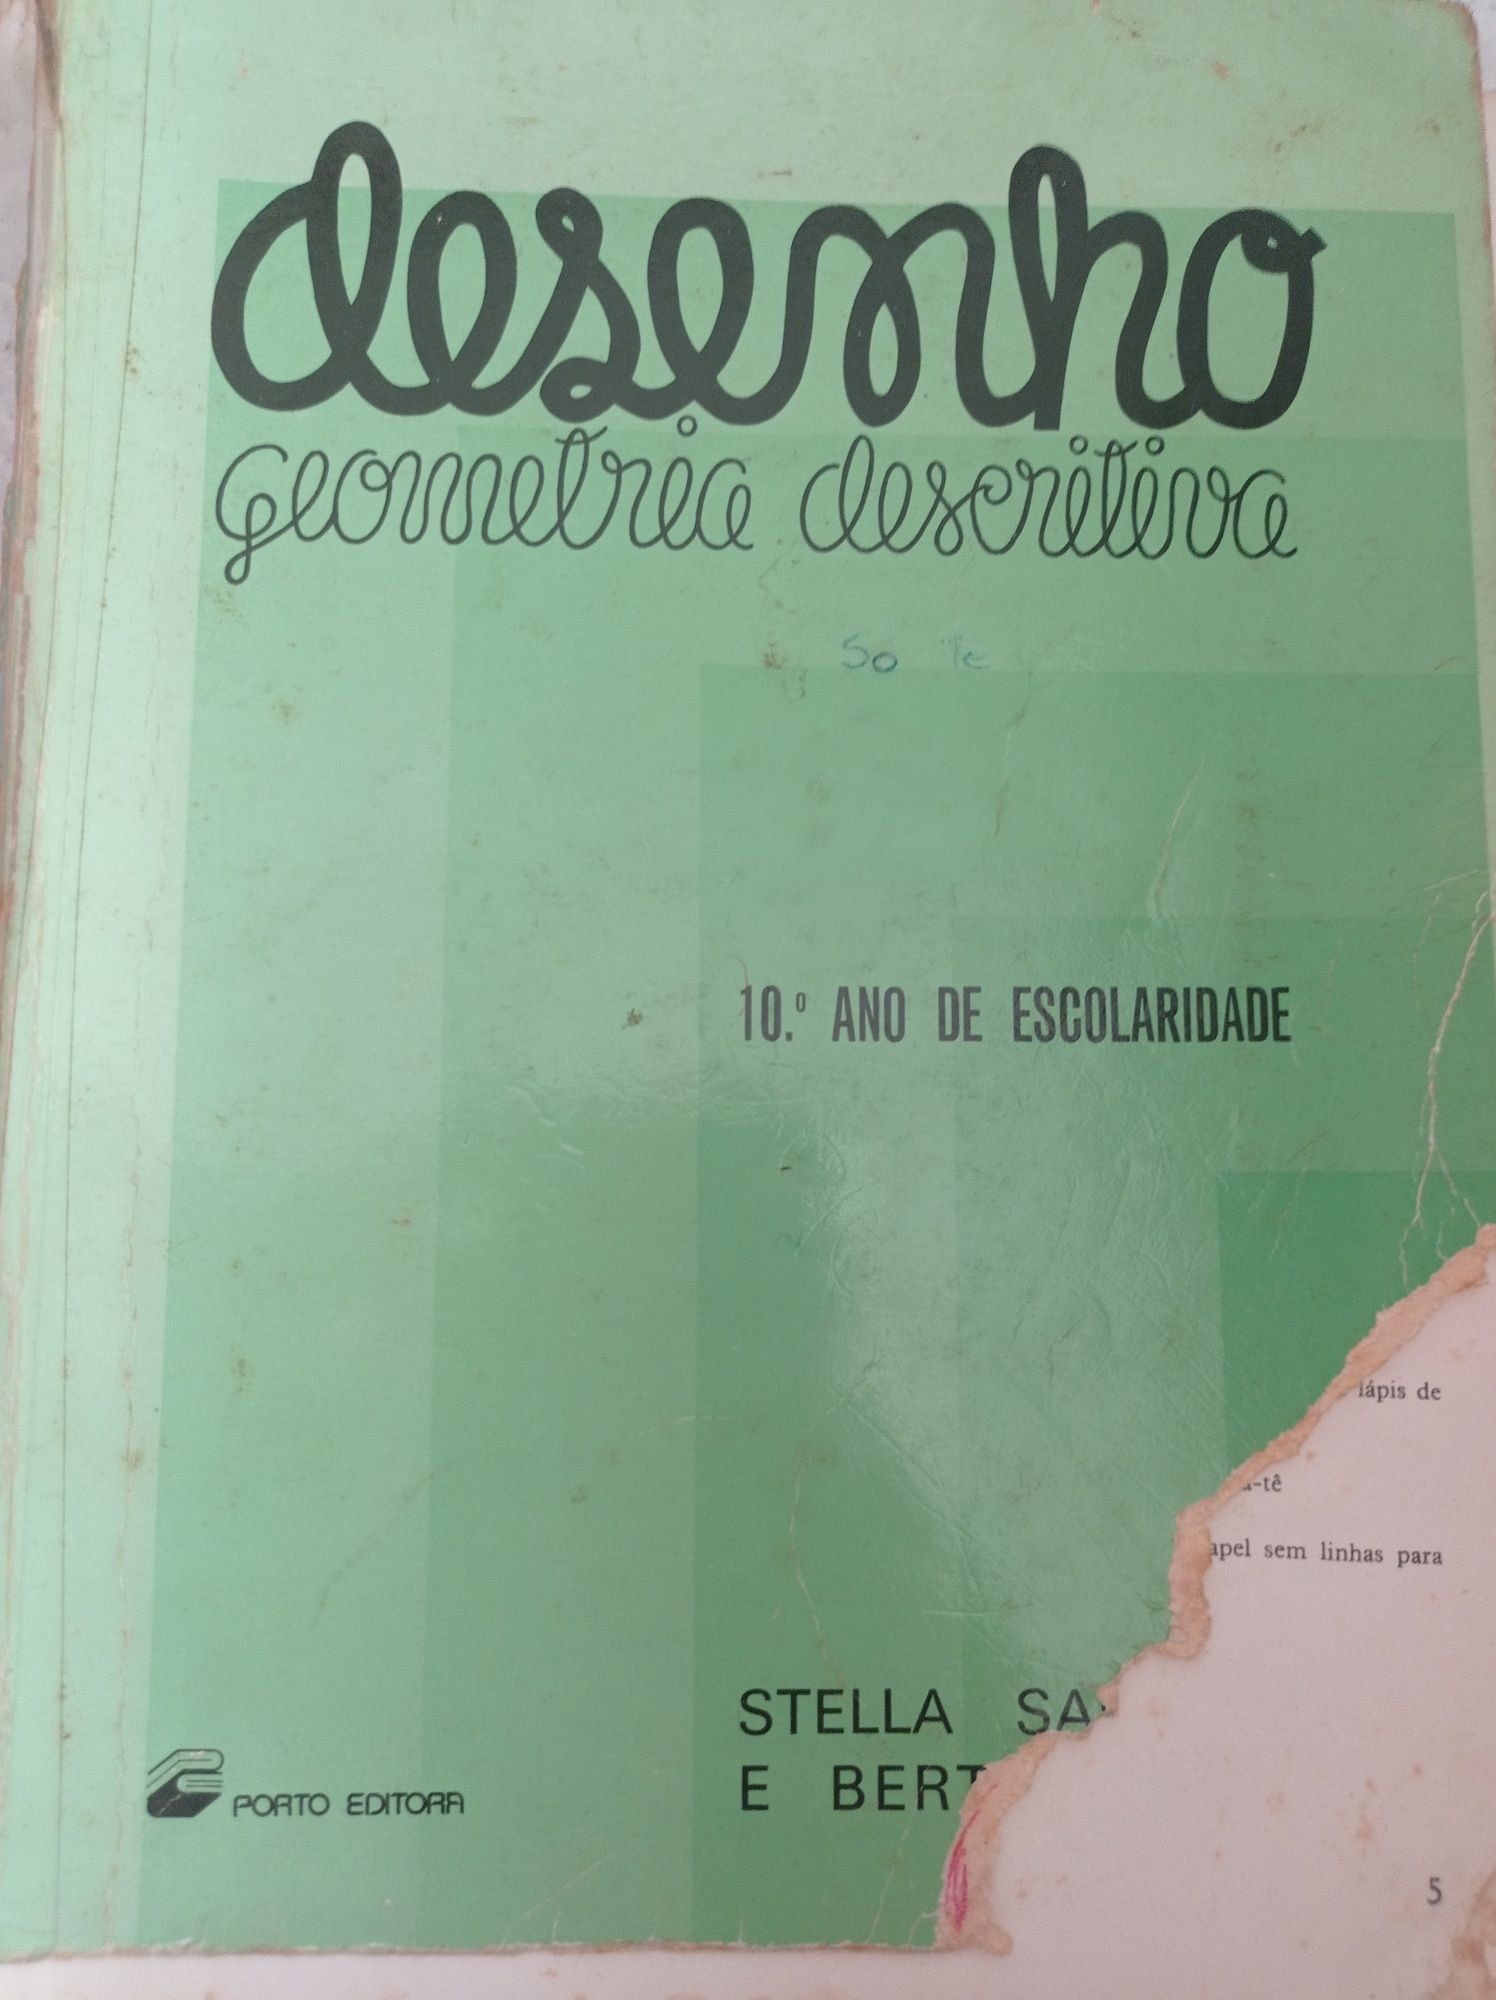 desenho
geometria descritiva
So Te
10.º ANO DE ESCOLARIDADE
lápis de
-tê
apel sem linhas para
STELLA SA
E BERT
PORTO EDITORA
5